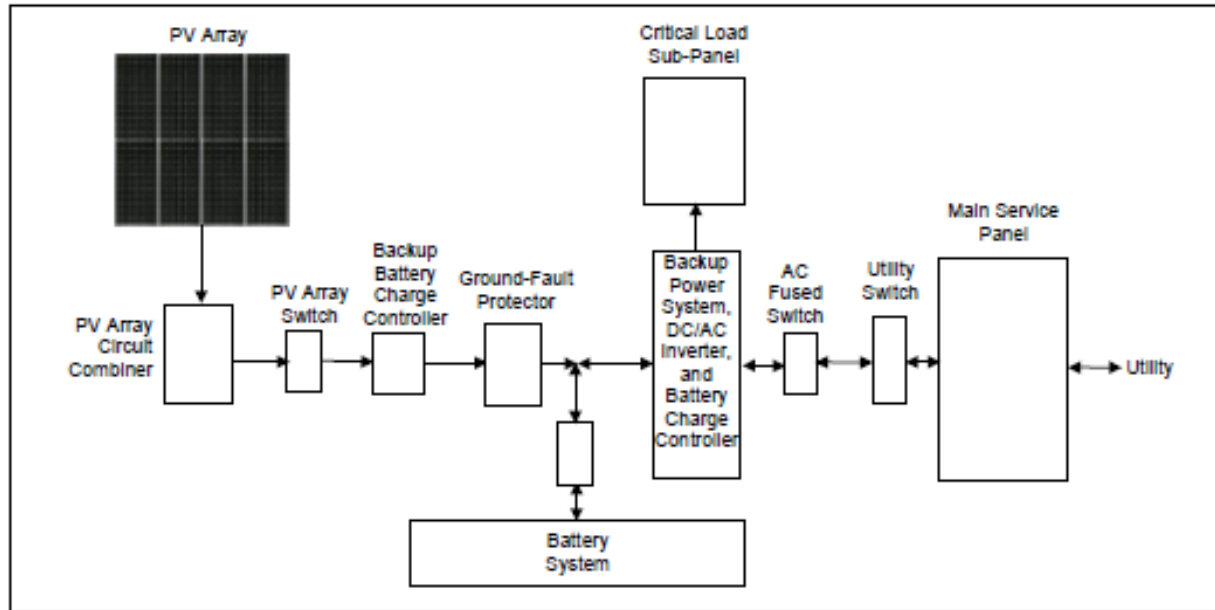 PV Array
Critical Load
Sub-Panel
Main Service
Panel
Backup
Battery
Charge
Controller
Ground-Fault
Protector
PV Array
Switch
PV Array
Circuit
Combiner
Backup
Power
System,
DC/AC
Inverter,
and
Battery
Charge
Controller
AC
Fused
Switch
Utility
Switch
Utility
Battery
System